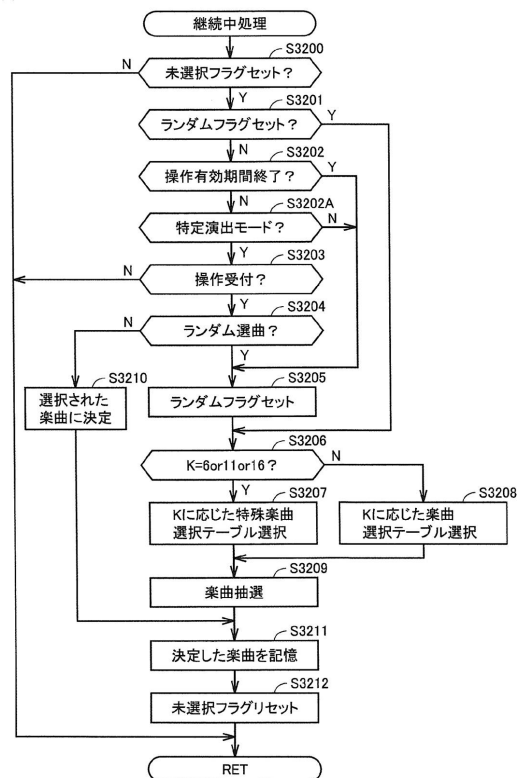 継続中処理
S3200
未選択フラグセット？
N
Y
S3201
ランダムフラグセット？
Y
N
S3202
操作有効期間終了？
Y
N
S3202A
特定演出モード？
N
Y
S3203
操作受付？
N
Y
S3204
ランダム選曲？
N
Y
S3210
選択された
楽曲に決定
S3205
ランダムフラグセット
S3206
K=6or11or16？
N
Y
S3207
Kに応じた特殊楽曲
選択テーブル選択
S3208
Kに応じた楽曲
選択テーブル選択
S3209
楽曲抽選
S3211
決定した楽曲を記憶
S3212
未選択フラグリセット
RET